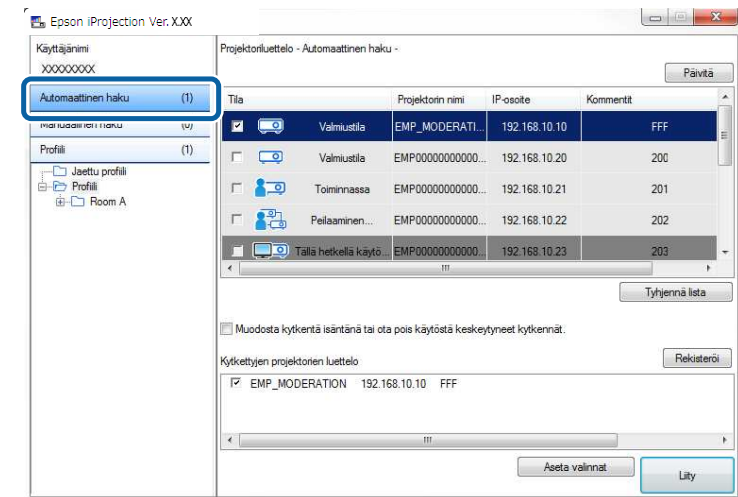 Epson iProjection Ver. X.XX
Käyttäjänimi
XXXXXXXX
Automaattinen haku (1)
Manuaalinen haku (0)
Profiili (1)
Jaettu profiili
Profiili
Room A
Projektoriluettelo - Automaattinen haku -
Päivitä
Tila Projektorin nimi IP-osoite Kommentit
Valmiustila EMP_MODERATI... 192.168.10.10 FFF
Valmiustila EMP00000000000... 192.168.10.20 200
Toiminnassa EMP00000000000... 192.168.10.21 201
Peilaaminen... EMP00000000000... 192.168.10.22 202
Tällä hetkellä käytö... EMP00000000000... 192.168.10.23 203
Tyhjennä lista
Muodosta kytkentä isäntänä tai ota pois käytöstä keskeytyneet kytkennät.
Kytkettyjen projektorien luettelo
Rekisteröi
EMP_MODERATION 192.168.10.10 FFF
Aseta valinnat
Liity